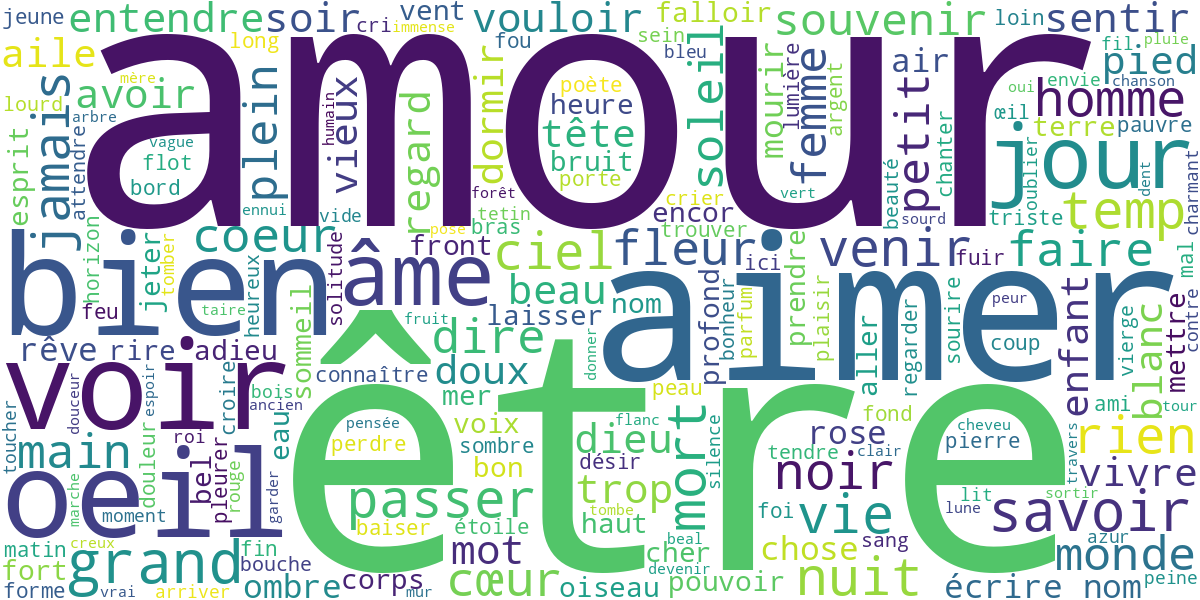 jeune
entendre
soir
cri
vent
immense
vouloir
falloir
souvenir
loin
sentir
aile
long
fou
sein
bleu
fil
pluie
pied
mère
amour
lourd
avoir
arbre
jamais
attendre
plein
humain
vieux
regard
dormir
poète
heure
tête
bruit
porte
soleil
mourir
lumière
femme
argent
air
petit
envie
chanson
oui
homme
œil
terre
pauvre
esprit
vague
flot
bord
ennui
vide
forêt
crier
vert
beauté
chanter
jour
oublier
dent
charmant
horizon
tomber
jeter
coeur
heureux
solitude
pose
tetin
bras
encor
trouver
sourd
triste
temp
bien
âme
front
ciel
fleur
ici
venir
fuir
faire
mal
feu
taire
sommeil
fruit
beau
laisser
nom
aimer
profond
bonheur
parfum
prendre
plaisir
aller
regarder
sourire
peur
coup
enfant
vierge
mettre
contre
blanc
rêve
rire
adieu
dire
donner
connaître
doux
mer
peau
voir
douceur
espoir
croire
bois
ancien
eau
être
pensée
perdre
voix
sombre
bon
flanc
dieu
désir
mort
silence
fond
rose
tendre
clair
noir
cheveu
pierre
ami
tour
travers
rien
toucher
main
douleur
roi
bel
pleurer
rouge
garder
oeil
marche
moment
passer
baiser
étoile
trop
tombe
haut
foi
vie
lit
lune
sortir
vivre
savoir
matin
creux
fort
grand
fin
bouche
mot
beal
cher
chose
sang
azur
monde
forme
vrai
arriver
ombre
corps
mur
cœur
oiseau
devenir
pouvoir
nuit
écrire
nom
peine